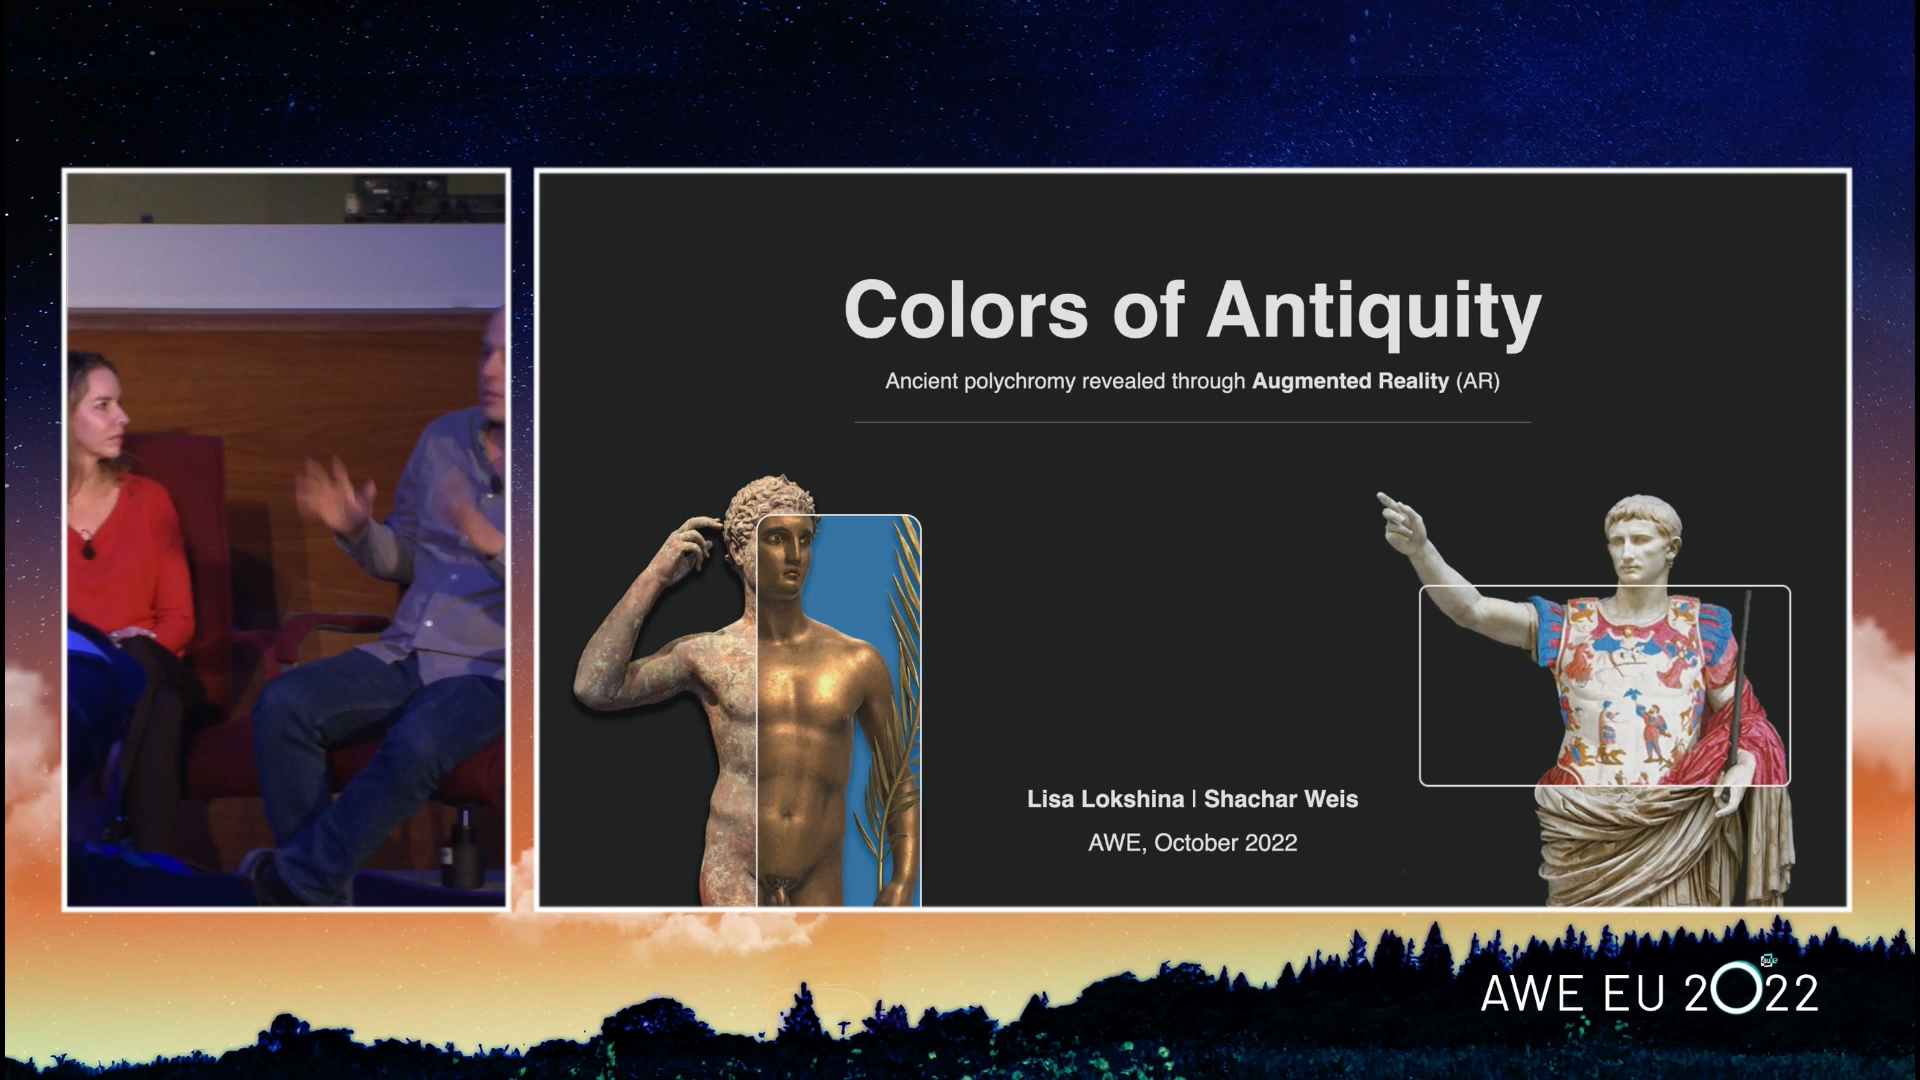 Colors of Antiquity
Ancient polychromy revealed through Augmented Reality (AR)
Lisa Lokshina | Shachar Weis
AWE, October 2022
AWE EU 2022